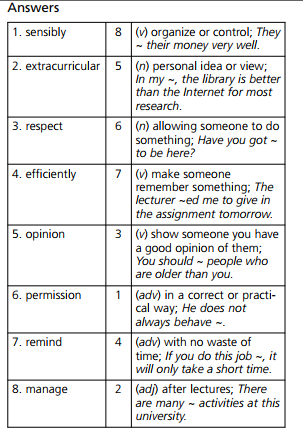 Answers
1. sensibly 8 (v) organize or control; They
~ their money very well.
2. extracurricular 5 (n) personal idea or view;
In my ~, the library is better
than the Internet for most
research.
3. respect 6 (n) allowing someone to do
something; Have you got ~
to be here?
4. efficiently 7 (v) make someone
remember something; The
lecturer ~ed me to give in
the assignment tomorrow.
5. opinion 3 (v) show someone you have
a good opinion of them;
You should ~ people who
are older than you.
6. permission 1 (adv) in a correct or practi-
cal way; He does not
always behave ~.
7. remind 4 (adv) with no waste of
time; If you do this job ~, it
will only take a short time.
8. manage 2 (adj) after lectures; There
are many ~ activities at this
university.